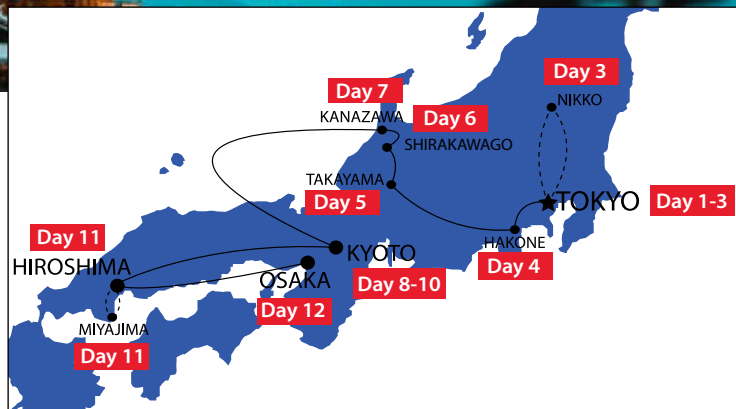 Day 3
NIKKO
Day 7
KANAZAWA
Day 6
SHIRAKAWAGO
TAKAYAMA
Day 5
TOKYO
Day 1-3
HAKONE
Day 4
Day 11
HIROSHIMA
KYOTO
Day 8-10
OSAKA
Day 12
MIYAJIMA
Day 11